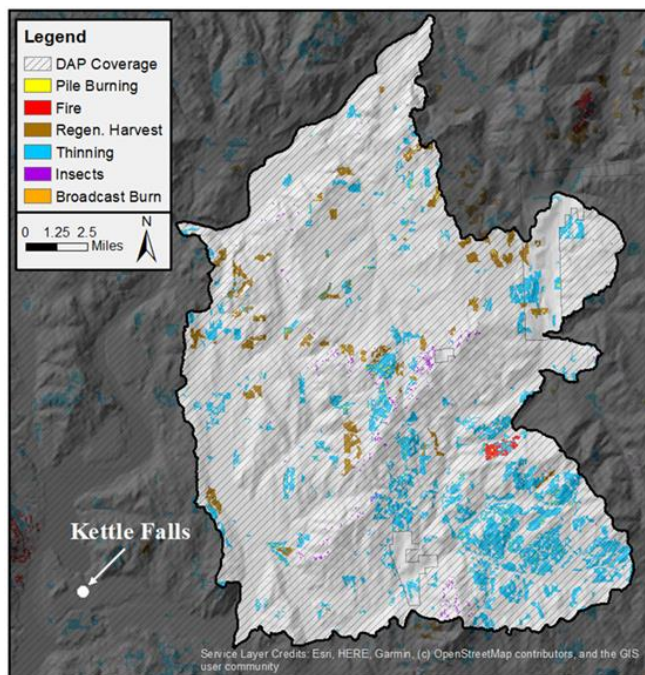 Legend
DAP Coverage
Pile Burning
Fire
Regen. Harvest
Thinning
Insects
Broadcast Burn
N
0 1.25 2.5
Miles
Kettle Falls
Service Layer Credits: Esri, HERE, Garmin, (c) OpenStreetMap contributors, and the GIS
user community